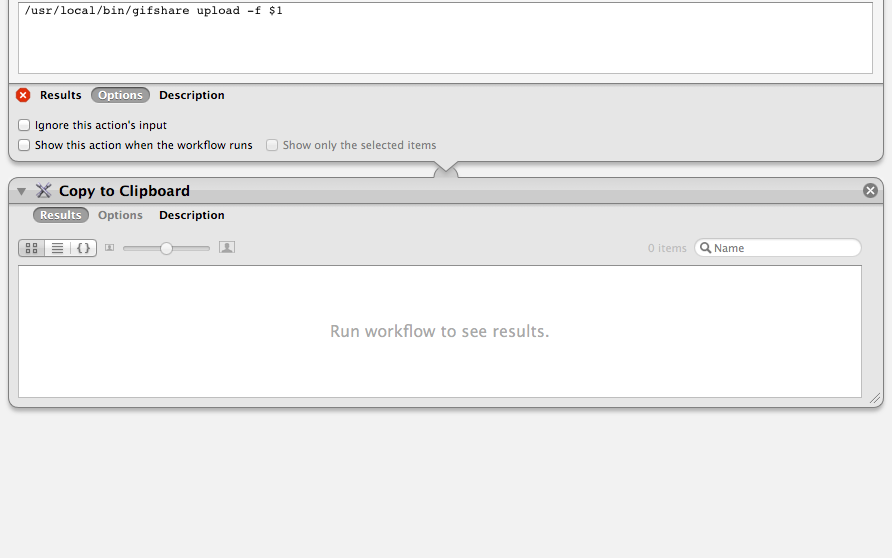 /usr/local/bin/gifshare upload -f $1
Results Options Description
Ignore this action's input
Show this action when the workflow runs Show only the selected items
Copy to Clipboard
Results Options Description
{} 0 items Name
Run workflow to see results.